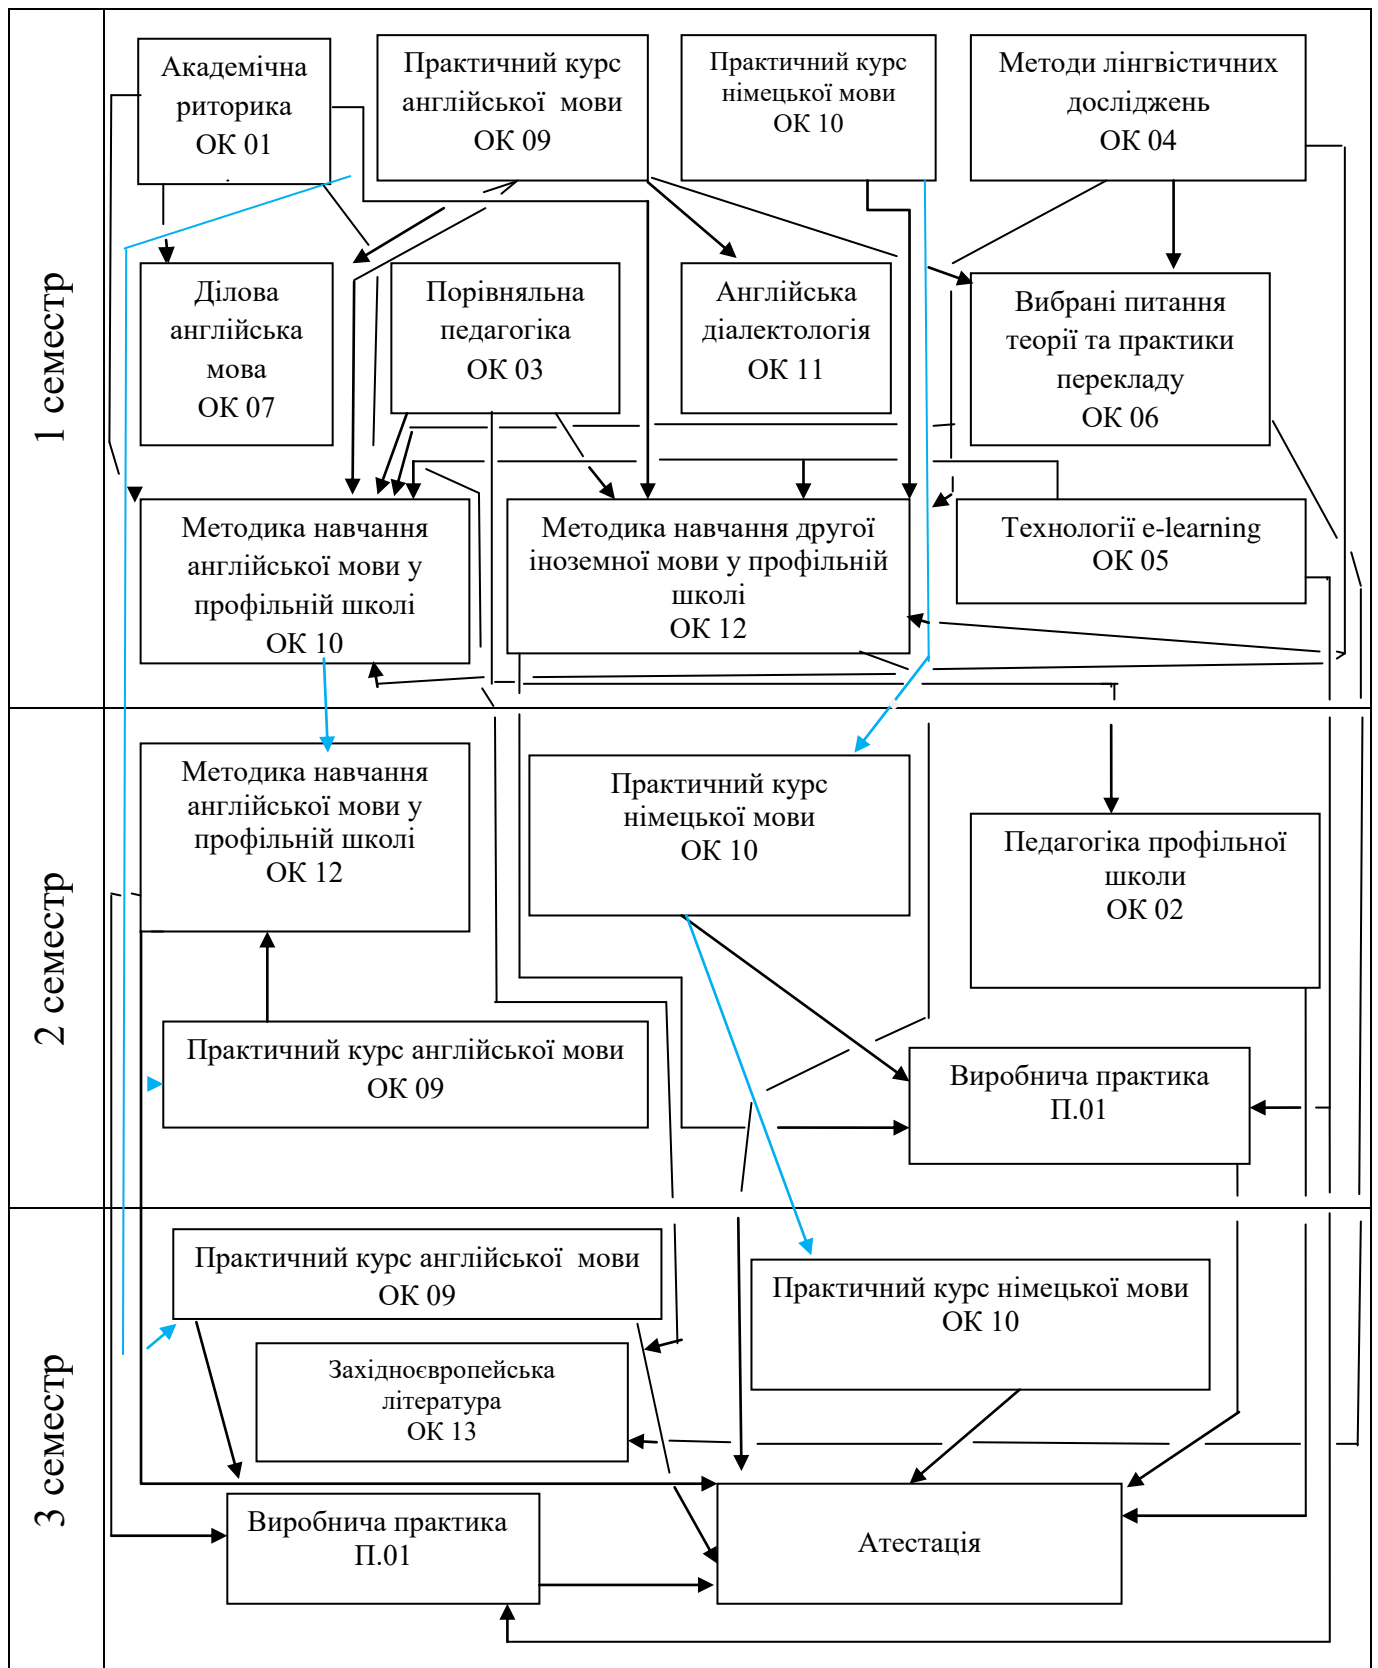 1 семестр
Академічна
риторика
ОК 01
Практичний курс
англійської мови
ОК 09
Практичний курс
німецької мови
ОК 10
Методи лінгвістичних
досліджень
ОК 04
Ділова
англійська
мова
ОК 07
Порівняльна
педагогіка
ОК 03
Англійська
діалектологія
ОК 11
Вибрані питання
теорії та практики
перекладу
ОК 06
Методика навчання
англійської мови у
профільній школі
ОК 10
Методика навчання другої
іноземної мови у профільній
школі
ОК 12
Технології e-learning
ОК 05
2 семестр
Методика навчання
англійської мови у
профільній школі
ОК 12
Практичний курс
німецької мови
ОК 10
Педагогіка профільної
школи
ОК 02
Практичний курс англійської мови
ОК 09
Виробнича практика
П.01
3 семестр
Практичний курс англійської мови
ОК 09
Практичний курс німецької мови
ОК 10
Західноєвропейська
література
ОК 13
Виробнича практика
П.01
Атестація